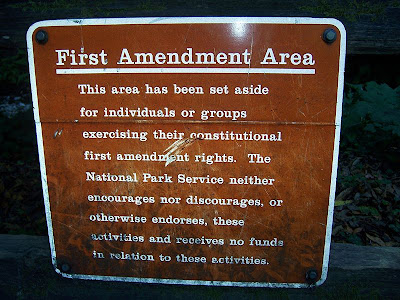 First Amendment Area
This area has been set aside
for individuals or groups
exercising their constitutional
first amendment rights. The
National Park Service neither
encourages nor discourages, or
otherwise endorses, these
activities and receives no funds
in relation to these activities.